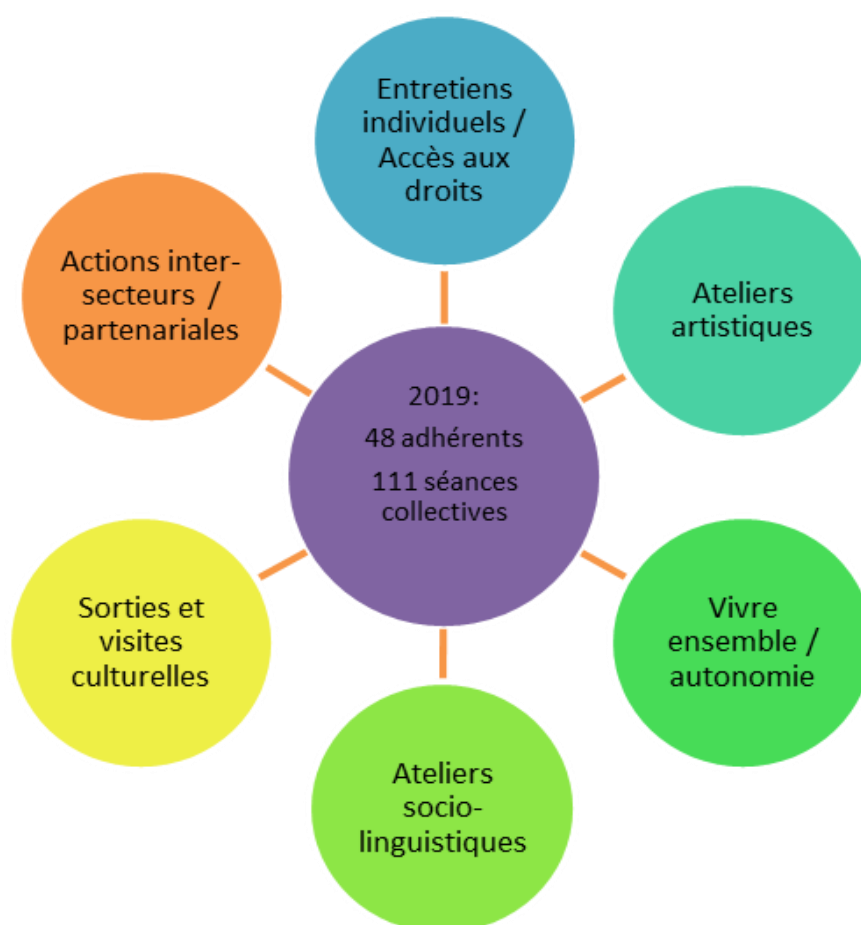 Entretiens
individuels /
Accès aux
droits
Ateliers
artistiques
Vivre
ensemble /
autonomie
Ateliers
socio-
linguistiques
Sorties et
visites
culturelles
Actions inter-
secteurs /
partenariales
2019:
48 adhérents
111 séances
collectives